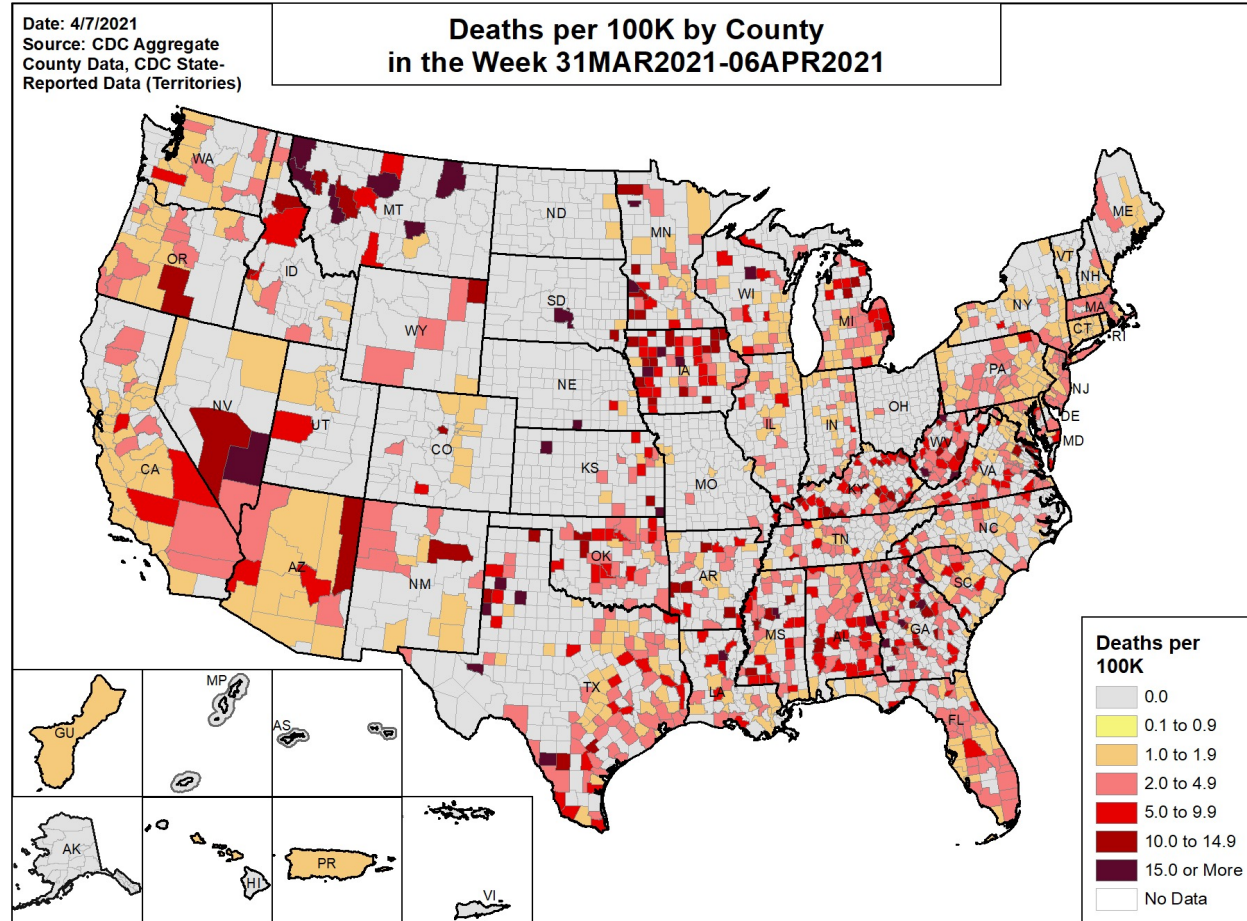 Date: 4/7/2021
Source: CDC Aggregate
County Data, CDC State-
Reported Data (Territories)
Deaths per 100K by County
in the Week 31MAR2021-06APR2021
WA
MT
ND
MN
ME
OR
ID
SD
WI
MI
VT
NH
NY
MA
CT
RI
WY
IA
NE
PA
NJ
NV
UT
CO
IL
IN
OH
DE
MD
WV
VA
CA
KS
MO
KY
AZ
NM
OK
AR
TN
NC
SC
MS
AL
GA
TX
LA
FL
GU
MP
AS
AK
HI
PR
VI
Deaths per
100K
0.0
0.1 to 0.9
1.0 to 1.9
2.0 to 4.9
5.0 to 9.9
10.0 to 14.9
15.0 or More
No Data